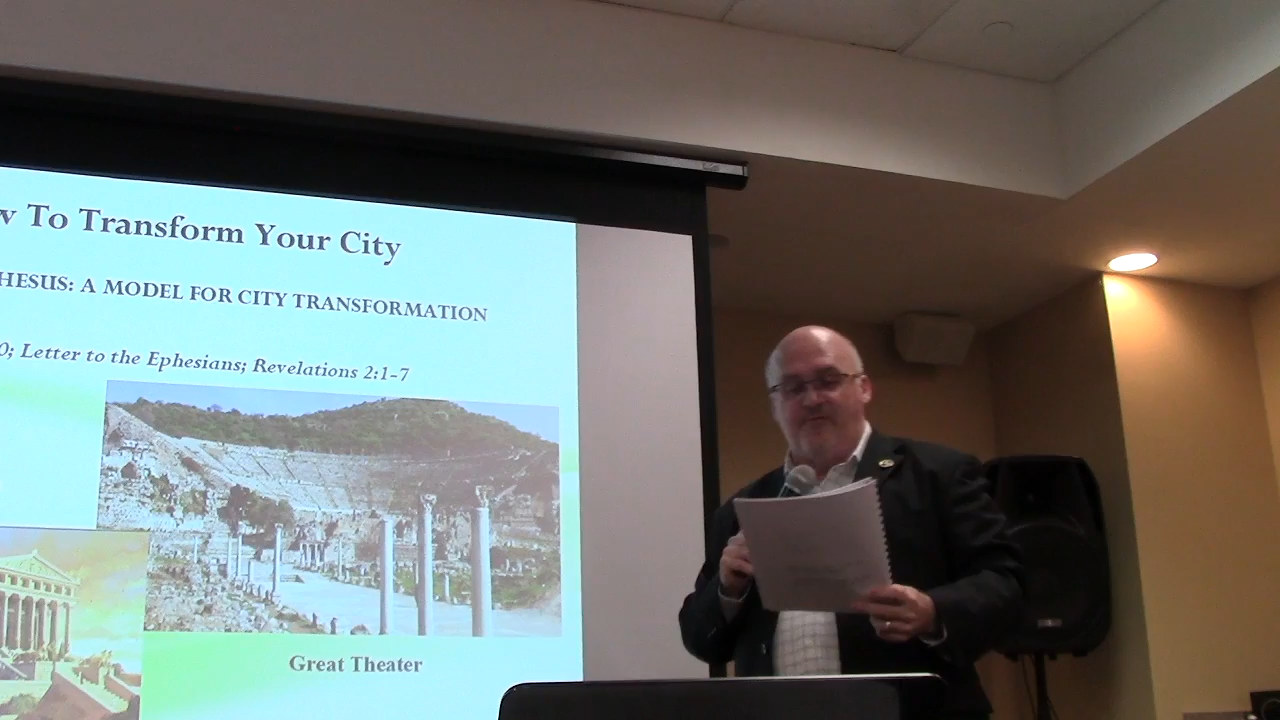 w To Transform Your City
HESUS: A MODEL FOR CITY TRANSFORMATION
0; Letter to the Ephesians; Revelations 2:1-7
Great Theater